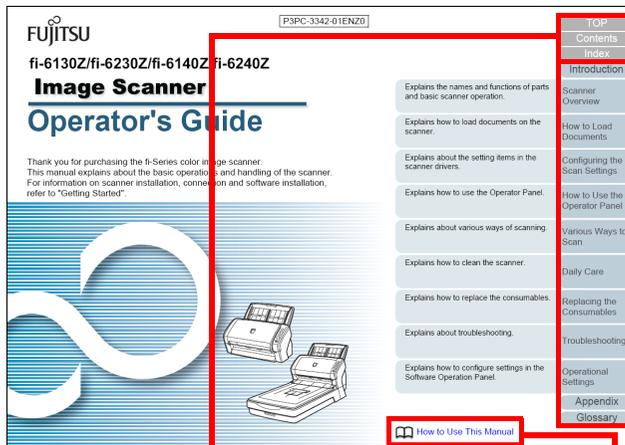 P3PC-3342-01ENZ0
FUJITSU
fi-6130Z/fi-6230Z/fi-6140Z/fi-6240Z
Image Scanner
Operator's Guide
Thank you for purchasing the fi-Series color image scanner.
This manual explains about the basic operations and handling of the scanner.
For information on scanner installation, connection and software installation,
refer to "Getting Started".
TOP
Contents
Index
Introduction
Explains the names and functions of parts
and basic scanner operation.
Scanner
Overview
Explains how to load documents on the
scanner.
How to Load
Documents
Explains about the setting items in the
scanner drivers.
Configuring the
Scan Settings
Explains how to use the Operator Panel.
How to Use the
Operator Panel
Explains about various ways of scanning.
Various Ways to
Scan
Explains how to clean the scanner.
Daily Care
Explains how to replace the consumables.
Replacing the
Consumables
Explains about troubleshooting.
Troubleshooting
Explains how to configure settings in the
Software Operation Panel.
Operational
Settings
Appendix
Glossary
How to Use This Manual